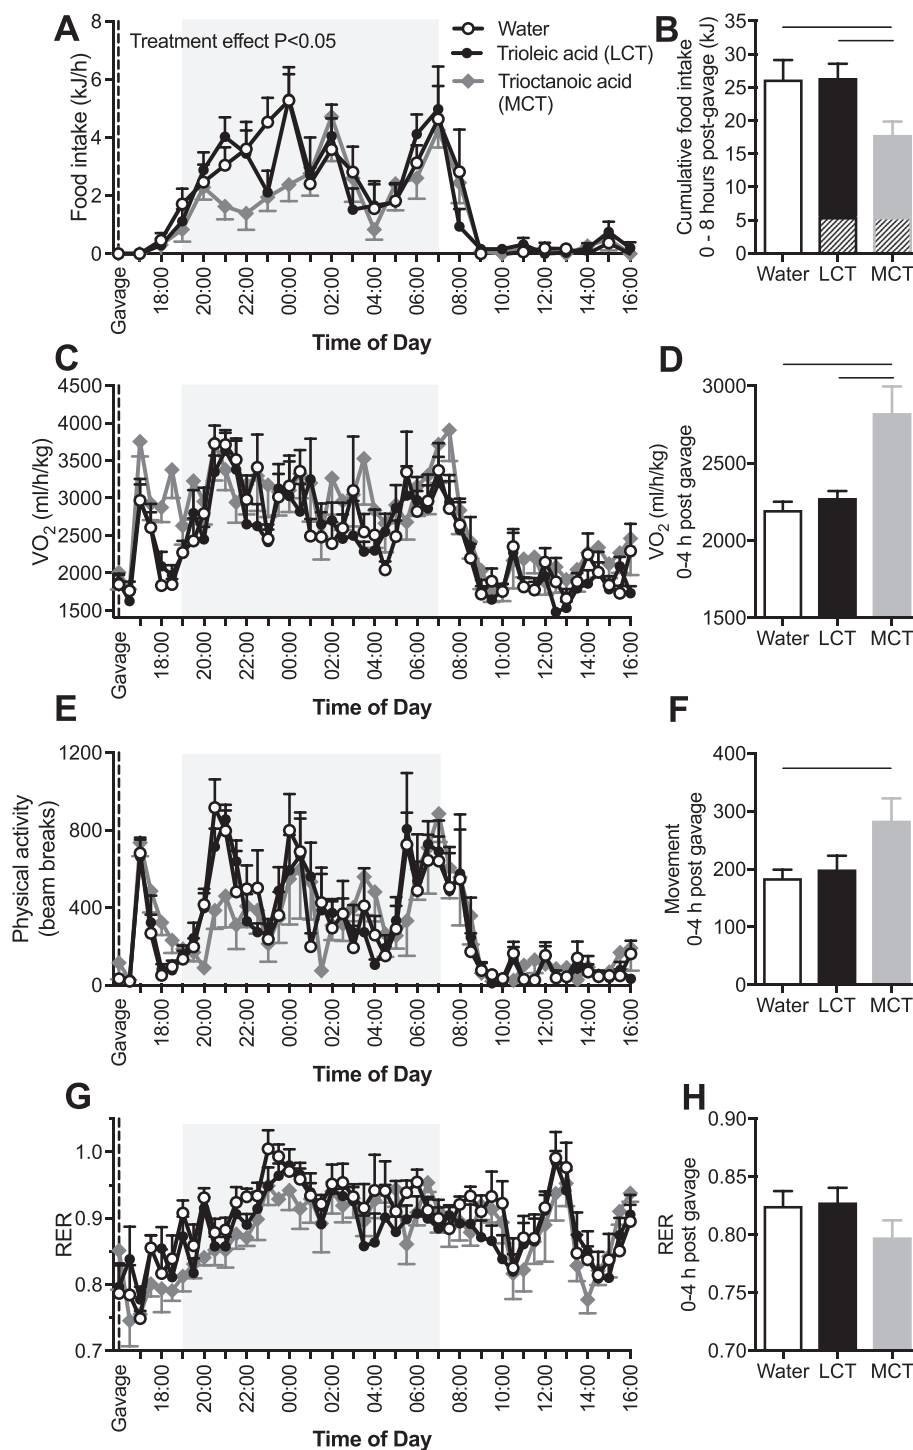 A
Treatment effect P<0.05
Water
Trioleic acid (LCT)
Trioctanoic acid
(MCT)
Food intake (kJ/h)
8
6
4
2
0
Gavage
18:00
20:00
22:00
00:00
02:00
04:00
06:00
08:00
10:00
12:00
14:00
16:00
Time of Day
B
Cumulative food intake
0 - 8 hours post-gavage (kJ)
35
30
25
20
15
10
5
0
Water
LCT
MCT
C
VO2 (ml/h/kg)
4500
4000
3500
3000
2500
2000
1500
Gavage
18:00
20:00
22:00
00:00
02:00
04:00
06:00
08:00
10:00
12:00
14:00
16:00
Time of Day
D
VO2 (ml/h/kg)
0-4 h post gavage
3000
2500
2000
1500
Water
LCT
MCT
E
Physical activity
(beam breaks)
1200
800
400
0
Gavage
18:00
20:00
22:00
00:00
02:00
04:00
06:00
08:00
10:00
12:00
14:00
16:00
Time of Day
F
Movement
0-4 h post gavage
400
300
200
100
0
Water
LCT
MCT
G
RER
1.0
0.9
0.8
0.7
Gavage
18:00
20:00
22:00
00:00
02:00
04:00
06:00
08:00
10:00
12:00
14:00
16:00
Time of Day
H
RER
0-4 h post gavage
0.90
0.85
0.80
0.75
0.70
Water
LCT
MCT